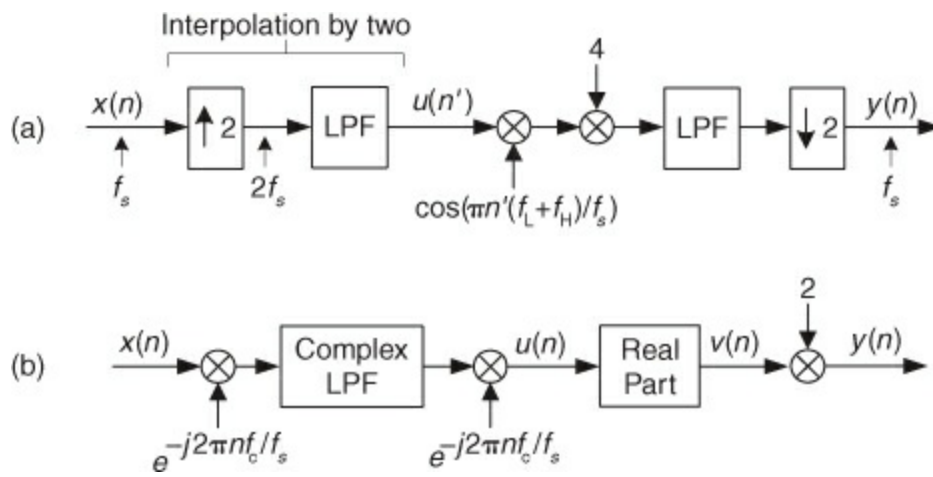 Interpolation by two
4
(a) x(n) ↑2 LPF u(n') LPF ↓2 y(n)
f_s 2f_s cos(πn'(f_L+f_H)/f_s) f_s
2
(b) x(n) Complex LPF u(n) Real Part v(n) y(n)
e^{-j2πnf_c/f_s} e^{-j2πnf_c/f_s}